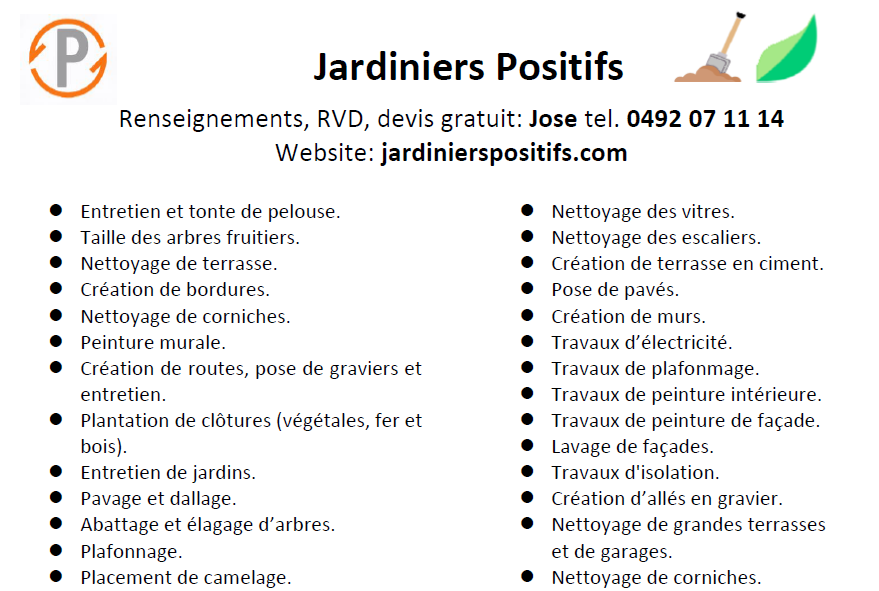 P
Jardiniers Positifs
Renseignements, RVD, devis gratuit: Jose tel. 0492 07 11 14
Website: jardinierspositifs.com
● Entretien et tonte de pelouse.
● Taille des arbres fruitiers.
● Nettoyage de terrasse.
● Création de bordures.
● Nettoyage de corniches.
● Peinture murale.
● Création de routes, pose de graviers et
entretien.
● Plantation de clôtures (végétales, fer et
bois).
● Entretien de jardins.
● Pavage et dallage.
● Abattage et élagage d’arbres.
● Plafonnage.
● Placement de camelage.
● Nettoyage des vitres.
● Nettoyage des escaliers.
● Création de terrasse en ciment.
● Pose de pavés.
● Création de murs.
● Travaux d’électricité.
● Travaux de plafonmage.
● Travaux de peinture intérieure.
● Travaux de peinture de façade.
● Lavage de façades.
● Travaux d'isolation.
● Création d’allés en gravier.
● Nettoyage de grandes terrasses
et de garages.
● Nettoyage de corniches.